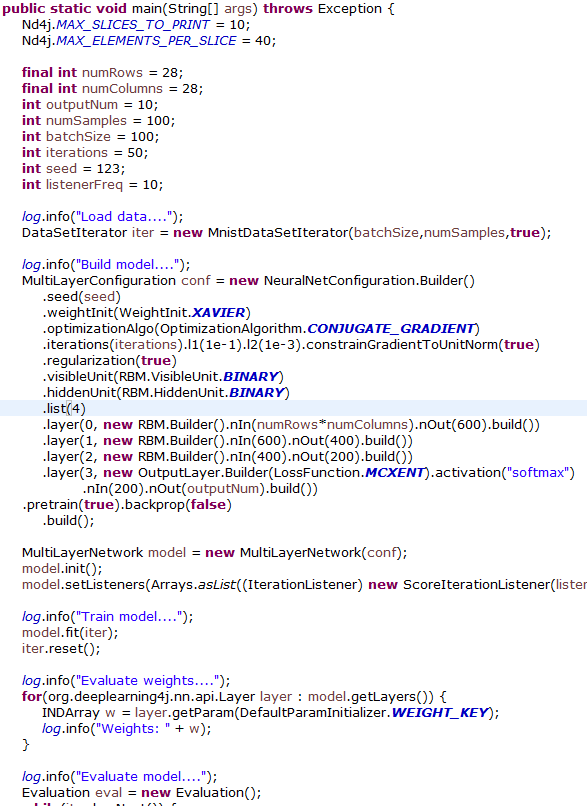 public static void main(String[] args) throws Exception {
Nd4j.MAX_SLICES_TO_PRINT = 10;
Nd4j.MAX_ELEMENTS_PER_SLICE = 40;
final int numRows = 28;
final int numColumns = 28;
int outputNum = 10;
int numSamples = 100;
int batchSize = 100;
int iterations = 50;
int seed = 123;
int listenerFreq = 10;
log.info("Load data....");
DataSetIterator iter = new MnistDataSetIterator(batchSize,numSamples,true);
log.info("Build model....");
MultiLayerConfiguration conf = new NeuralNetConfiguration.Builder()
.seed(seed)
.weightInit(WeightInit.XAVIER)
.optimizationAlgo(OptimizationAlgorithm.CONJUGATE_GRADIENT)
.iterations(iterations).l1(1e-1).l2(1e-3).constrainGradientToUnitNorm(true)
.regularization(true)
.visibleUnit(RBM.VisibleUnit.BINARY)
.hiddenUnit(RBM.HiddenUnit.BINARY)
.list(4)
.layer(0, new RBM.Builder().nIn(numRows*numColumns).nOut(600).build())
.layer(1, new RBM.Builder().nIn(600).nOut(400).build())
.layer(2, new RBM.Builder().nIn(400).nOut(200).build())
.layer(3, new OutputLayer.Builder(LossFunction.MCXENT).activation("softmax")
.nIn(200).nOut(outputNum).build())
.pretrain(true).backprop(false)
.build();
MultiLayerNetwork model = new MultiLayerNetwork(conf);
model.init();
model.setListeners(Arrays.asList((IterationListener) new ScoreIterationListener(listen
log.info("Train model....");
model.fit(iter);
iter.reset();
log.info("Evaluate weights....");
for(org.deeplearning4j.nn.api.Layer layer : model.getLayers()) {
INDArray w = layer.getParam(DefaultParamInitializer.WEIGHT_KEY);
log.info("Weights: " + w);
}
log.info("Evaluate model....");
Evaluation eval = new Evaluation();